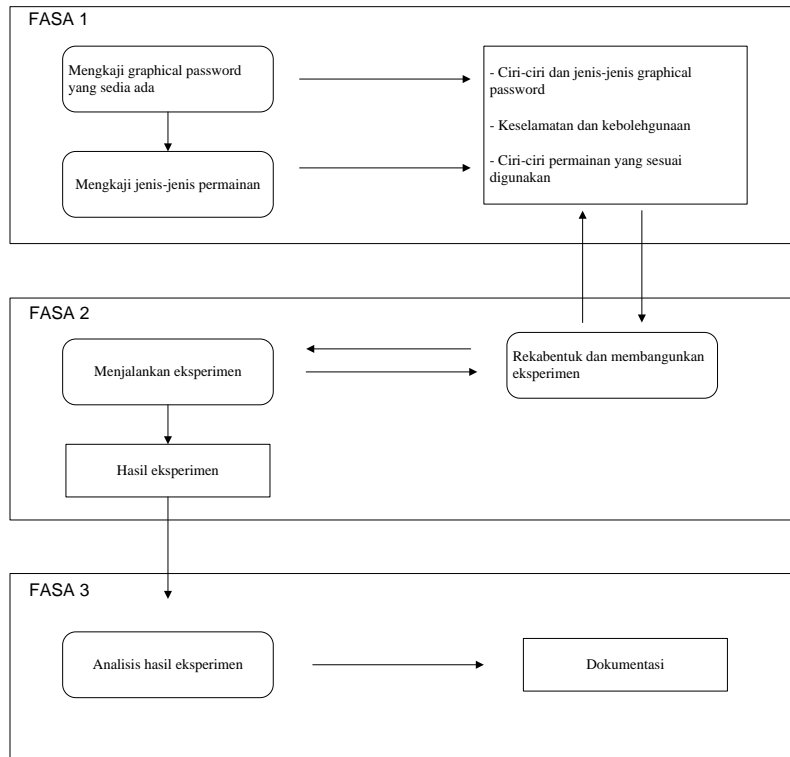 FASA 1
Mengkaji graphical password
yang sedia ada
Mengkaji jenis-jenis permainan
- Ciri-ciri dan jenis-jenis graphical
password
- Keselamatan dan kebolehgunaan
- Ciri-ciri permainan yang sesuai
digunakan
FASA 2
Menjalankan eksperimen
Rekabentuk dan membangunkan
eksperimen
Hasil eksperimen
FASA 3
Analisis hasil eksperimen
Dokumentasi